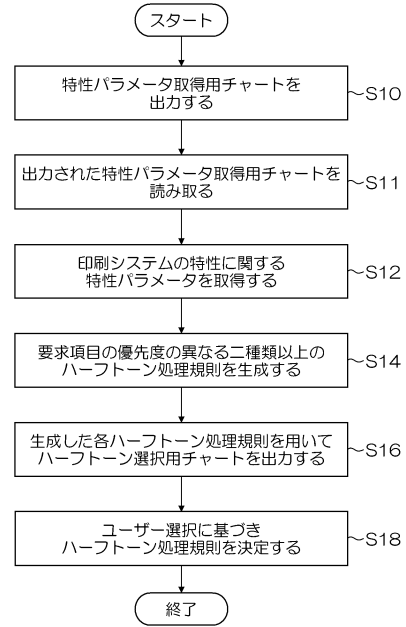 スタート
特性パラメータ取得用チャートを
出力する
S10
出力された特性パラメータ取得用チャートを
読み取る
S11
印刷システムの特性に関する
特性パラメータを取得する
S12
要求項目の優先度の異なる二種類以上の
ハーフトーン処理規則を生成する
S14
生成した各ハーフトーン処理規則を用いて
ハーフトーン選択用チャートを出力する
S16
ユーザー選択に基づき
ハーフトーン処理規則を決定する
S18
終了